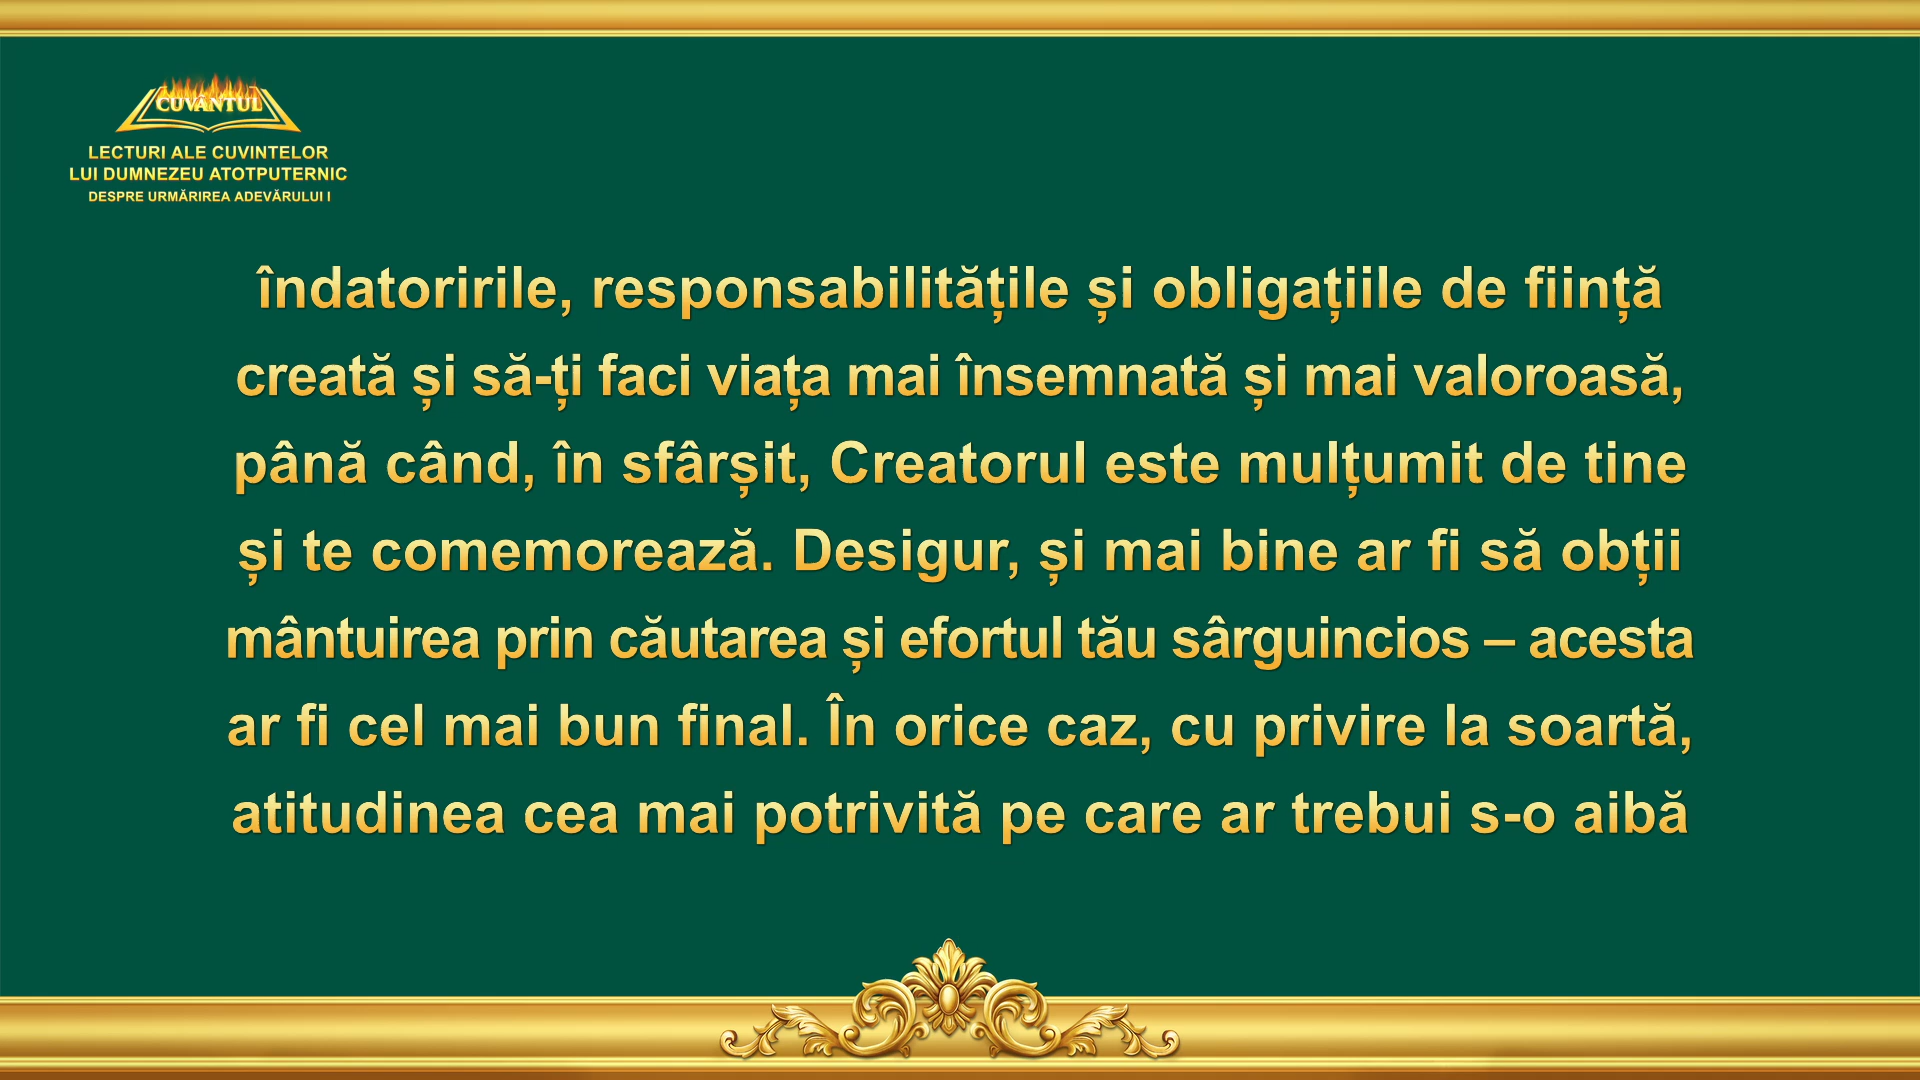 CUVÂNTUL
LECTURI ALE CUVINTELOR
LUI DUMNEZEU ATOTPUTERNIC
DESPRE URMĂRIREA ADEVĂRULUI I
îndatoririle, responsabilitățile și obligațiile de ființă
creată și să-ți faci viața mai însemnată și mai valoroasă,
până când, în sfârșit, Creatorul este mulțumit de tine
și te comemorează. Desigur, și mai bine ar fi să obții
mântuirea prin căutarea și efortul tău sârguincios – acesta
ar fi cel mai bun final. În orice caz, cu privire la soartă,
atitudinea cea mai potrivită pe care ar trebui s-o aibă